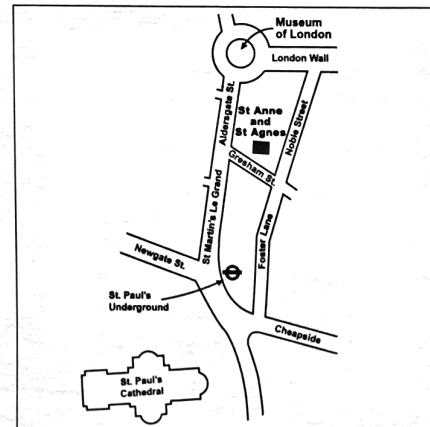 Museum
of London
London Wall
Aldersgate St.
St Anne
and
St Agnes
Noble Street
Gresham St.
St Martin's Le Grand
Foster Lane
Newgate St.
St. Paul's
Underground
Cheapside
St. Paul's
Cathedral